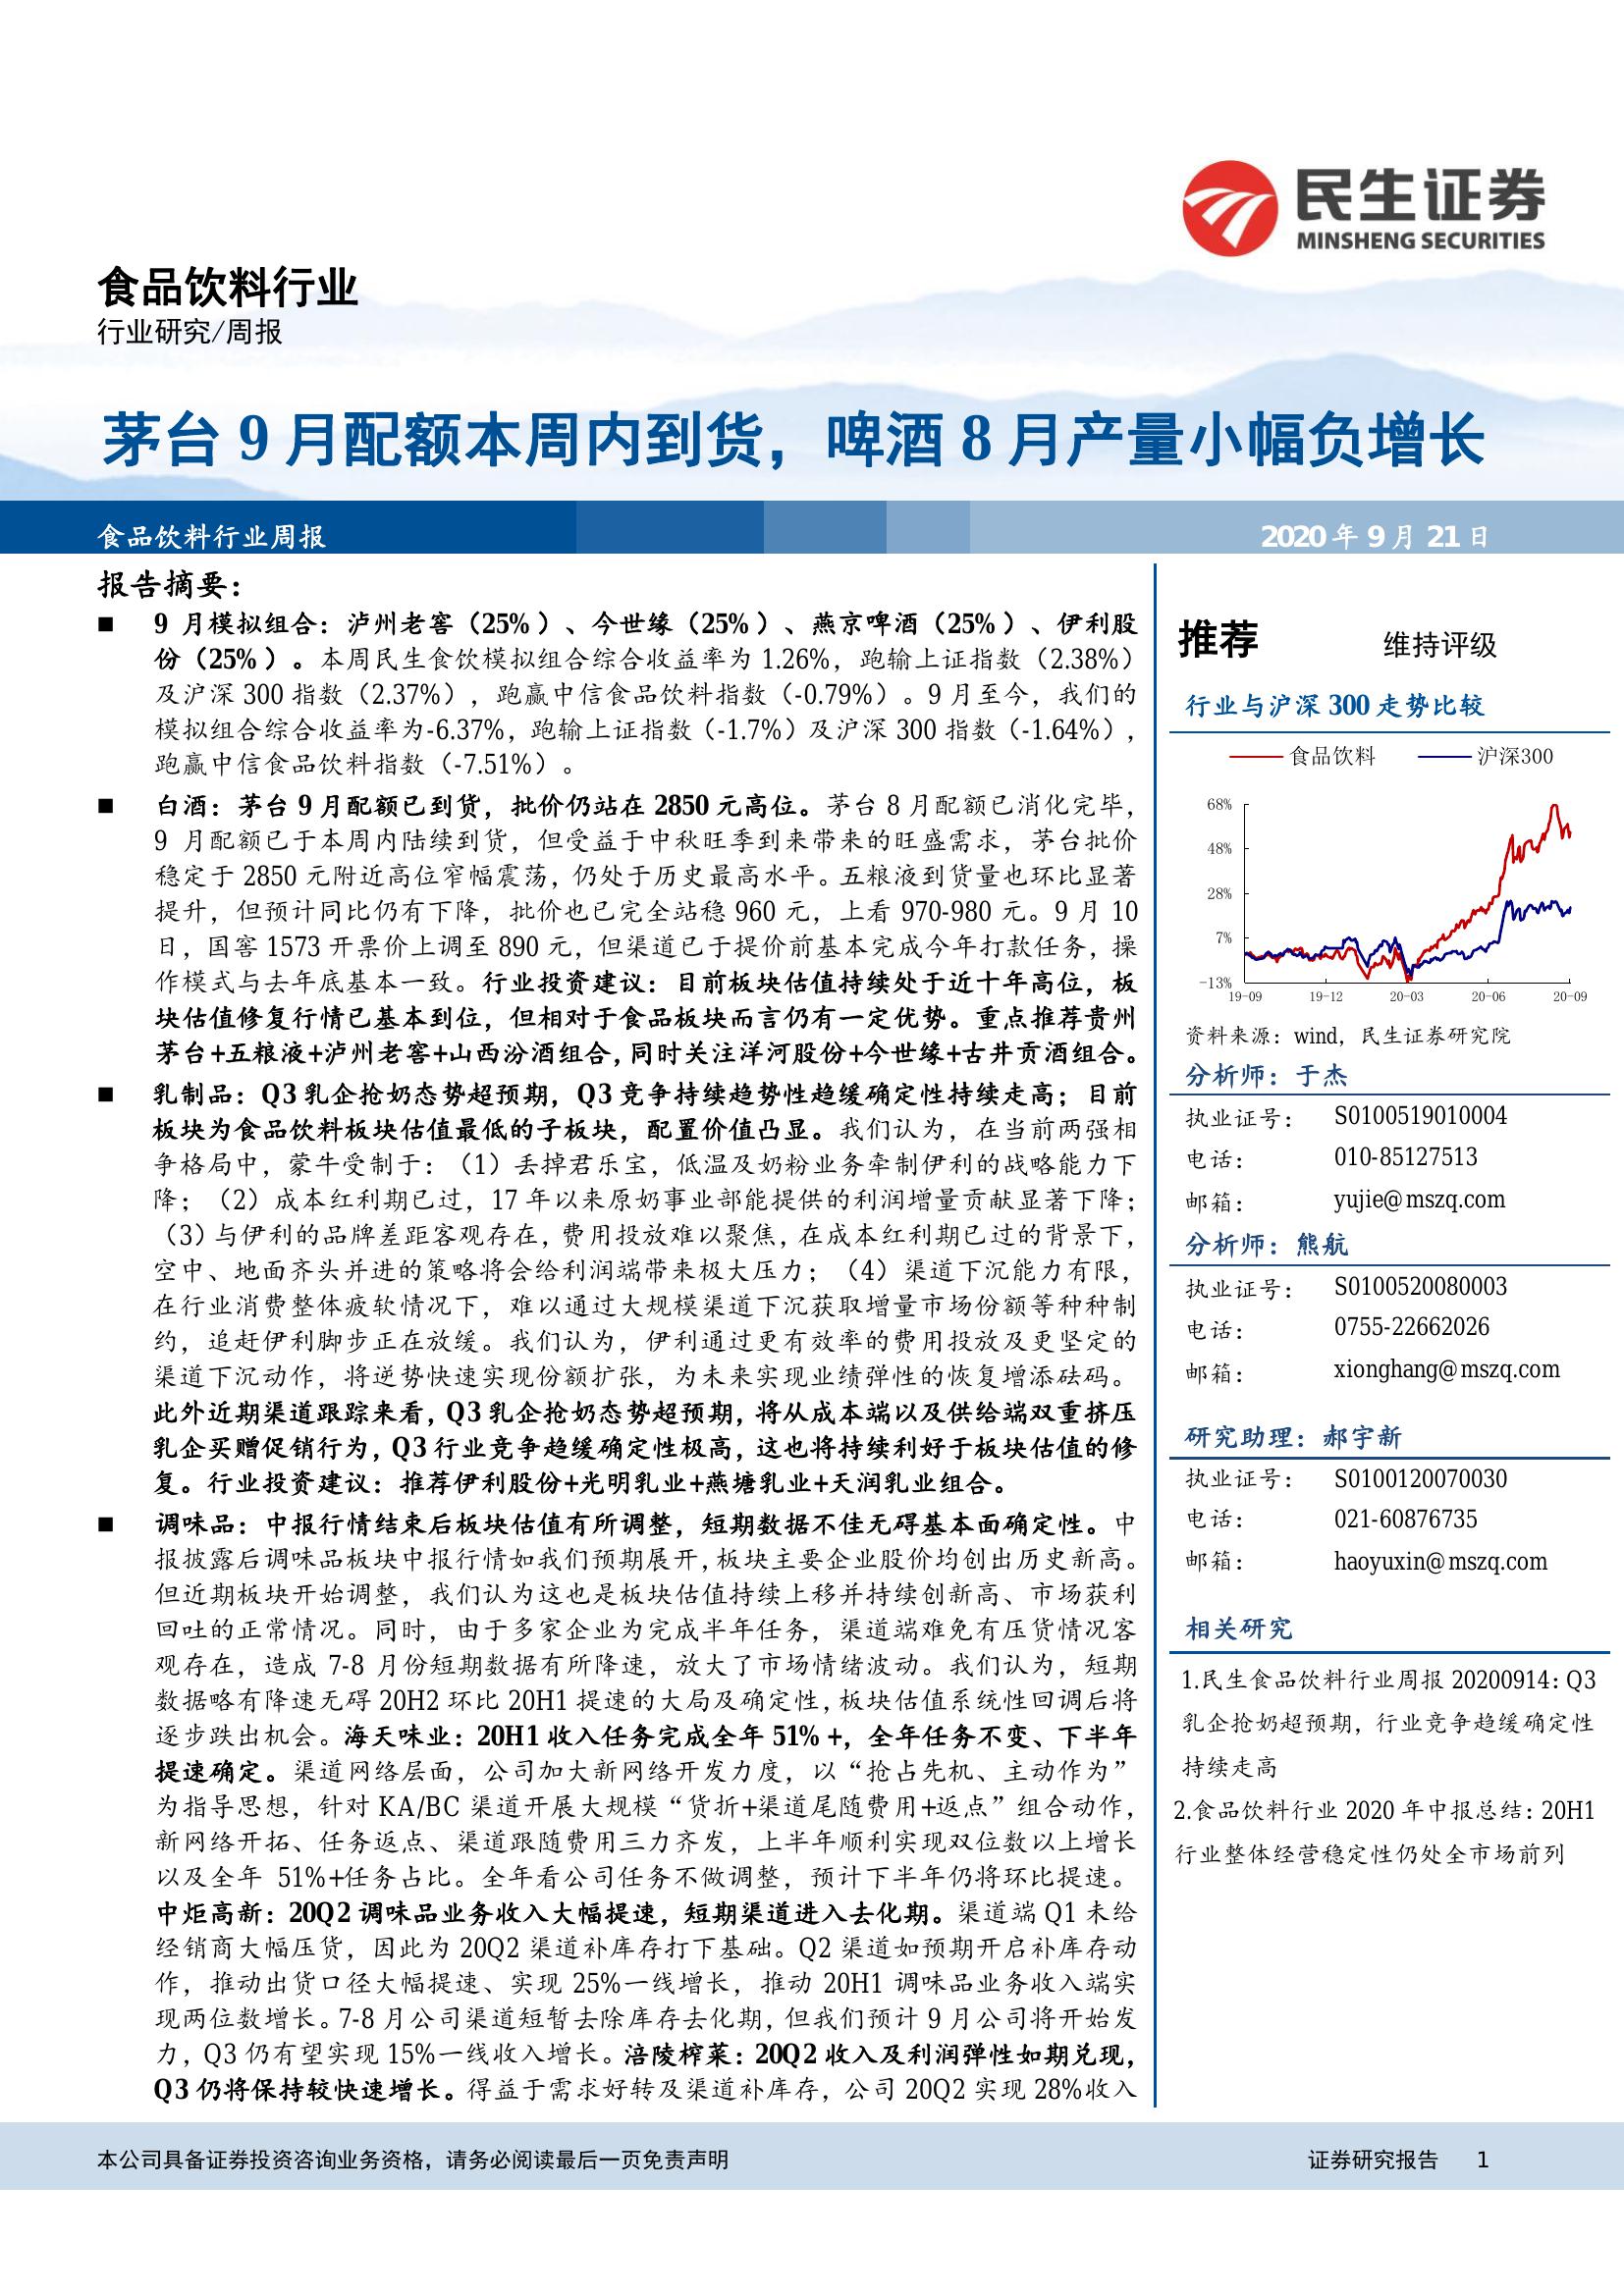 民生证券
MINSHENG SECURITIES
食品饮料行业
行业研究/周报
茅台 9 月配额本周内到货，啤酒 8 月产量小幅负增长
食品饮料行业周报
2020 年 9 月 21 日
报告摘要：
■ 9 月模拟组合：泸州老窖（25%）、今世缘（25%）、燕京啤酒（25%）、伊利股
份（25%）。本周民生食饮模拟组合综合收益率为 1.26%，跑输上证指数（2.38%）
及沪深 300 指数（2.37%），跑赢中信食品饮料指数（-0.79%）。9 月至今，我们的
模拟组合综合收益率为-6.37%，跑输上证指数（-1.7%）及沪深 300 指数（-1.64%），
跑赢中信食品饮料指数（-7.51%）。
■ 白酒：茅台 9 月配额已到货，批价仍站在 2850 元高位。茅台 8 月配额已消化完毕，
9 月配额已于本周内陆续到货，但受益于中秋旺季到来带来的旺盛需求，茅台批价
稳定于 2850 元附近高位窄幅震荡，仍处于历史最高水平。五粮液到货量也环比显著
提升，但预计同比仍有下降，批价也已完全站稳 960 元，上看 970-980 元。9 月 10
日，国窖 1573 开票价上调至 890 元，但渠道已于提价前基本完成今年打款任务，操
作模式与去年底基本一致。行业投资建议：目前板块估值持续处于近十年高位，板
块估值修复行情已基本到位，但相对于食品板块而言仍有一定优势。重点推荐贵州
茅台+五粮液+泸州老窖+山西汾酒组合，同时关注洋河股份+今世缘+古井贡酒组合。
■ 乳制品：Q3 乳企抢奶态势超预期，Q3 竞争持续趋势性趋缓确定性持续走高；目前
板块为食品饮料板块估值最低的子板块，配置价值凸显。我们认为，在当前两强相
争格局中，蒙牛受制于：（1）丢掉君乐宝，低温及奶粉业务牵制伊利的战略能力下
降；（2）成本红利期已过，17 年以来原奶事业部能提供的利润增量贡献显著下降；
（3）与伊利的品牌差距客观存在，费用投放难以聚焦，在成本红利期已过的背景下，
空中、地面齐头并进的策略将会给利润端带来极大压力；（4）渠道下沉能力有限，
在行业消费整体疲软情况下，难以通过大规模渠道下沉获取增量市场份额等种种制
约，追赶伊利脚步正在放缓。我们认为，伊利通过更有效率的费用投放及更坚定的
渠道下沉动作，将逆势快速实现份额扩张，为未来实现业绩弹性的恢复增添砝码。
此外近期渠道跟踪来看，Q3 乳企抢奶态势超预期，将从成本端以及供给端双重挤压
乳企买赠促销行为，Q3 行业竞争趋缓确定性极高，这也将持续利好于板块估值的修
复。行业投资建议：推荐伊利股份+光明乳业+燕塘乳业+天润乳业组合。
■ 调味品：中报行情结束后板块估值有所调整，短期数据不佳无碍基本面确定性。中
报披露后调味品板块中报行情如我们预期展开，板块主要企业股价均创出历史新高。
但近期板块开始调整，我们认为这也是板块估值持续上移并持续创新高、市场获利
回吐的正常情况。同时，由于多家企业为完成半年任务，渠道端难免有压货情况客
观存在，造成 7-8 月份短期数据有所降速，放大了市场情绪波动。我们认为，短期
数据略有降速无碍 20H2 环比 20H1 提速的大局及确定性，板块估值系统性回调后将
逐步跌出机会。海天味业：20H1 收入任务完成全年 51%+，全年任务不变、下半年
提速确定。渠道网络层面，公司加大新网络开发力度，以“抢占先机、主动作为”
为指导思想，针对 KA/BC 渠道开展大规模“货折+渠道尾随费用+返点”组合动作，
新网络开拓、任务返点、渠道跟随费用三力齐发，上半年顺利实现双位数以上增长
以及全年 51%+任务占比。全年看公司任务不做调整，预计下半年仍将环比提速。
中炬高新：20Q2 调味品业务收入大幅提速，短期渠道进入去化期。渠道端 Q1 未给
经销商大幅压货，因此为 20Q2 渠道补库存打下基础。Q2 渠道如预期开启补库存动
作，推动出货口径大幅提速、实现 25%一线增长，推动 20H1 调味品业务收入端实
现两位数增长。7-8 月公司渠道短暂去除库存去化期，但我们预计 9 月公司将开始发
力，Q3 仍有望实现 15%一线收入增长。涪陵榨菜：20Q2 收入及利润弹性如期兑现，
Q3 仍将保持较快速增长。得益于需求好转及渠道补库存，公司 20Q2 实现 28%收入
推荐 维持评级
行业与沪深 300 走势比较
食品饮料 沪深300
68%
48%
28%
7%
-13%
19-09 19-12 20-03 20-06 20-09
资料来源：wind，民生证券研究院
分析师：于杰
执业证号： S0100519010004
电话： 010-85127513
邮箱： yujie@mszq.com
分析师：熊航
执业证号： S0100520080003
电话： 0755-22662026
邮箱： xionghang@mszq.com
研究助理：郝宇新
执业证号： S0100120070030
电话： 021-60876735
邮箱： haoyuxin@mszq.com
相关研究
1.民生食品饮料行业周报 20200914：Q3
乳企抢奶超预期，行业竞争趋缓确定性
持续走高
2.食品饮料行业 2020 年中报总结：20H1
行业整体经营稳定性仍处全市场前列
本公司具备证券投资咨询业务资格，请务必阅读最后一页免责声明
证券研究报告 1